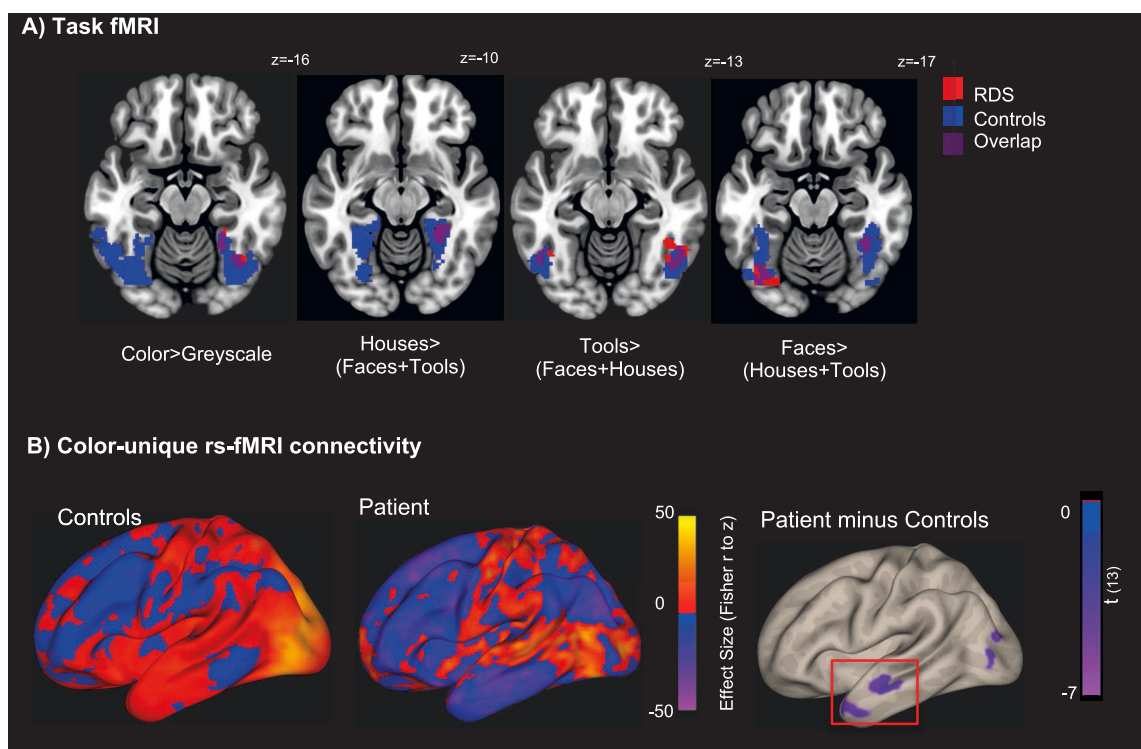 A) Task fMRI
z=-16
z=-10
z=-13
z=-17
RDS
Controls
Overlap
Color>Greyscale
Houses>
(Faces+Tools)
Tools>
(Faces+Houses)
Faces>
(Houses+Tools)
B) Color-unique rs-fMRI connectivity
Controls
Patient
50
0
-50
Effect Size (Fisher r to z)
Patient minus Controls
0
-7
t (13)